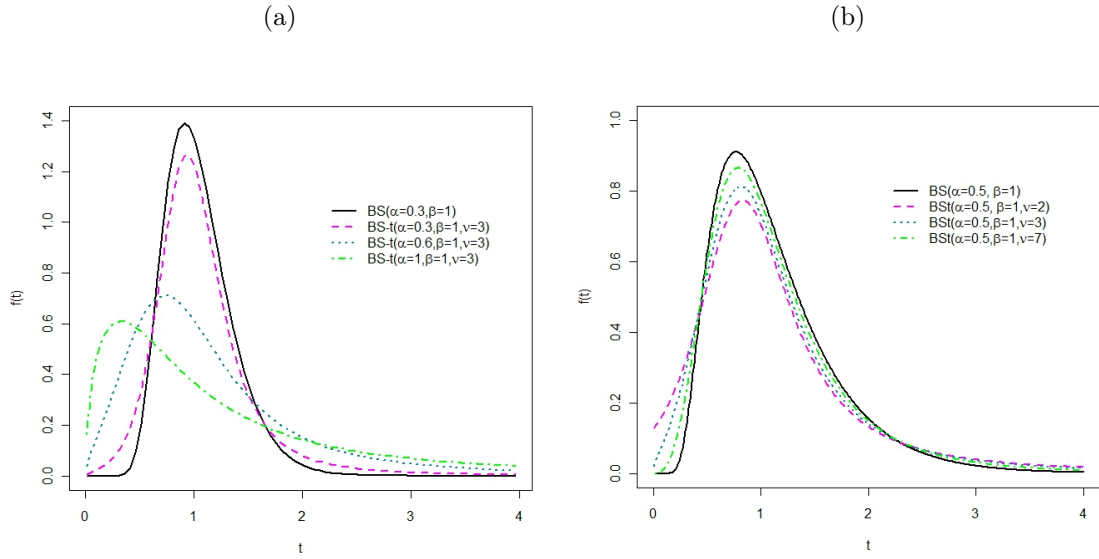 (a)
(b)
f(t)
0.0 0.2 0.4 0.6 0.8 1.0 1.2 1.4
BS(α=0.3,β=1)
BS-t(α=0.3,β=1,ν=3)
BS-t(α=0.6,β=1,ν=3)
BS-t(α=1,β=1,ν=3)
0 1 2 3 4
t
f(t)
0.0 0.2 0.4 0.6 0.8 1.0
BS(α=0.5, β=1)
BSt(α=0.5, β=1,ν=2)
BSt(α=0.5,β=1,ν=3)
BSt(α=0.5,β=1,ν=7)
0 1 2 3 4
t